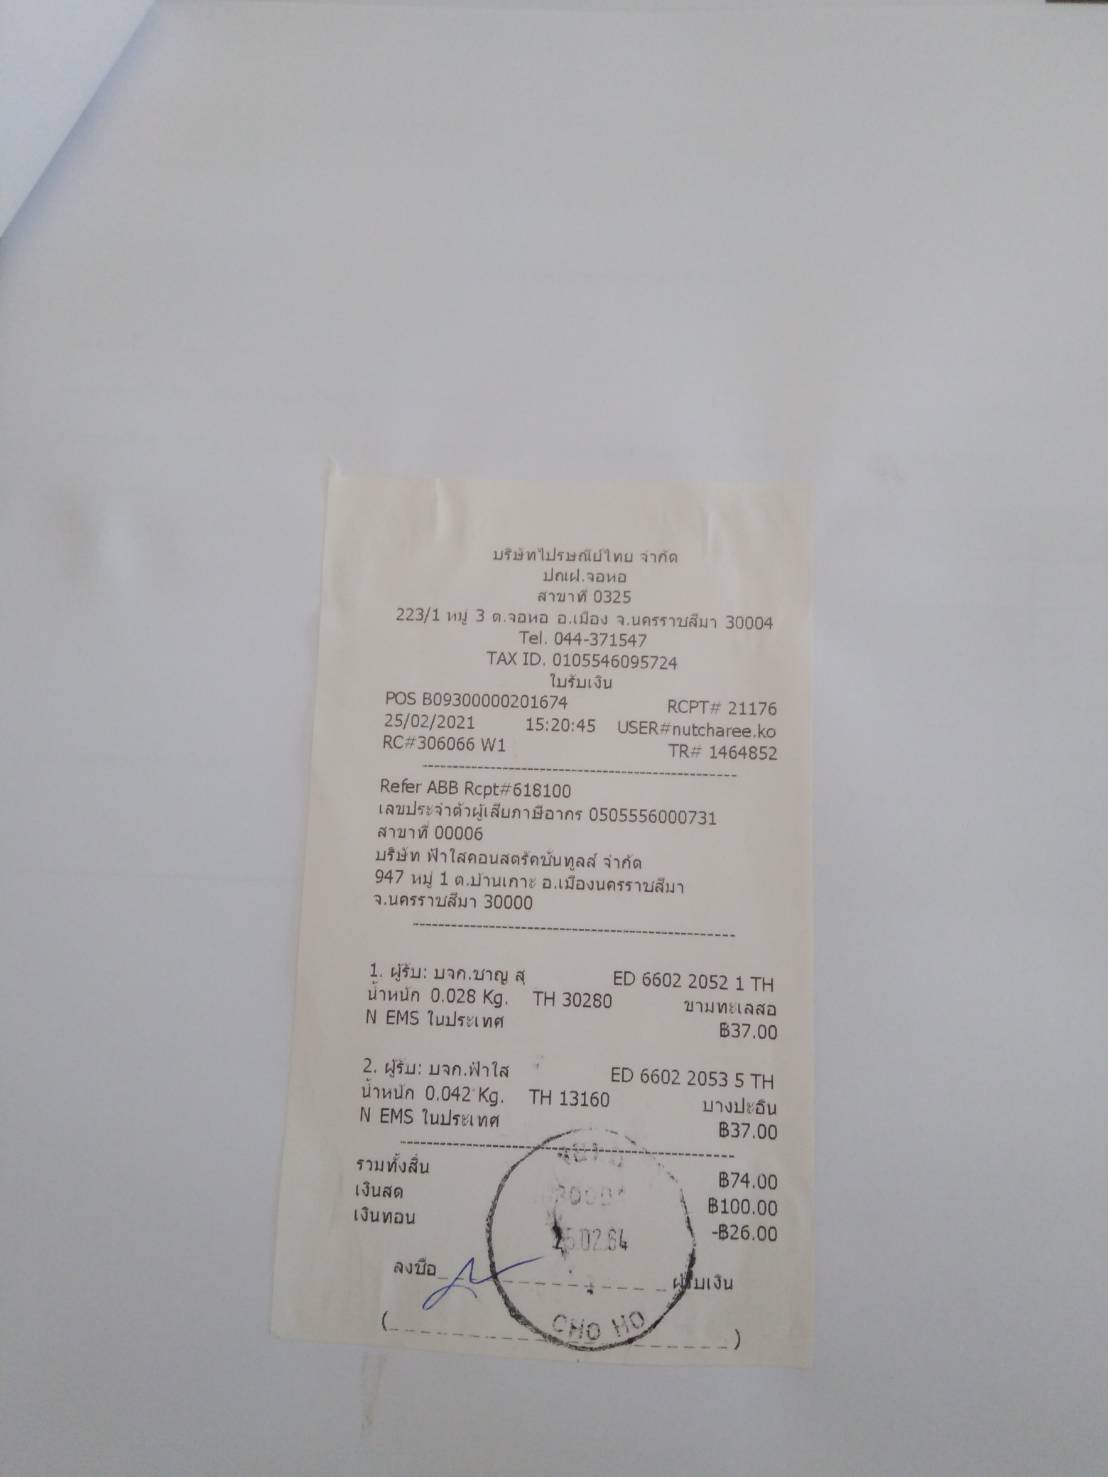 บริษัทไปรษณีย์ไทย จำกัด
ปณฝ.จอหอ
สาขาที่ 0325
223/1 หมู่ 3 ต.จอหอ อ.เมือง จ.นครราชสีมา 30004
Tel. 044-371547
TAX ID. 0105546095724
ใบรับเงิน
POS B09300000201674 RCPT# 21176
25/02/2021 15:20:45 USER#nutcharee.ko
RC#306066 W1 TR# 1464852
Refer ABB Rcpt#618100
เลขประจำตัวผู้เสียภาษีอากร 0505556000731
สาขาที่ 00006
บริษัท ฟ้าใสคอนสตรัคชั่นทูลส์ จำกัด
947 หมู่ 1 ต.บ้านเกาะ อ.เมืองนครราชสีมา
จ.นครราชสีมา 30000
1. ผู้รับ: บจก.ชาญ สุ ED 6602 2052 1 TH
น้ำหนัก 0.028 Kg. TH 30280 ขามทะเลสอ
N EMS ในประเทศ ฿37.00
2. ผู้รับ: บจก.ฟ้าใส ED 6602 2053 5 TH
น้ำหนัก 0.042 Kg. TH 13160 บางปะอิน
N EMS ในประเทศ ฿37.00
รวมทั้งสิ้น ฿74.00
เงินสด ฿100.00
เงินทอน -฿26.00
25.02.64
ลงชื่อ ผู้รับเงิน
CHO HO
( )